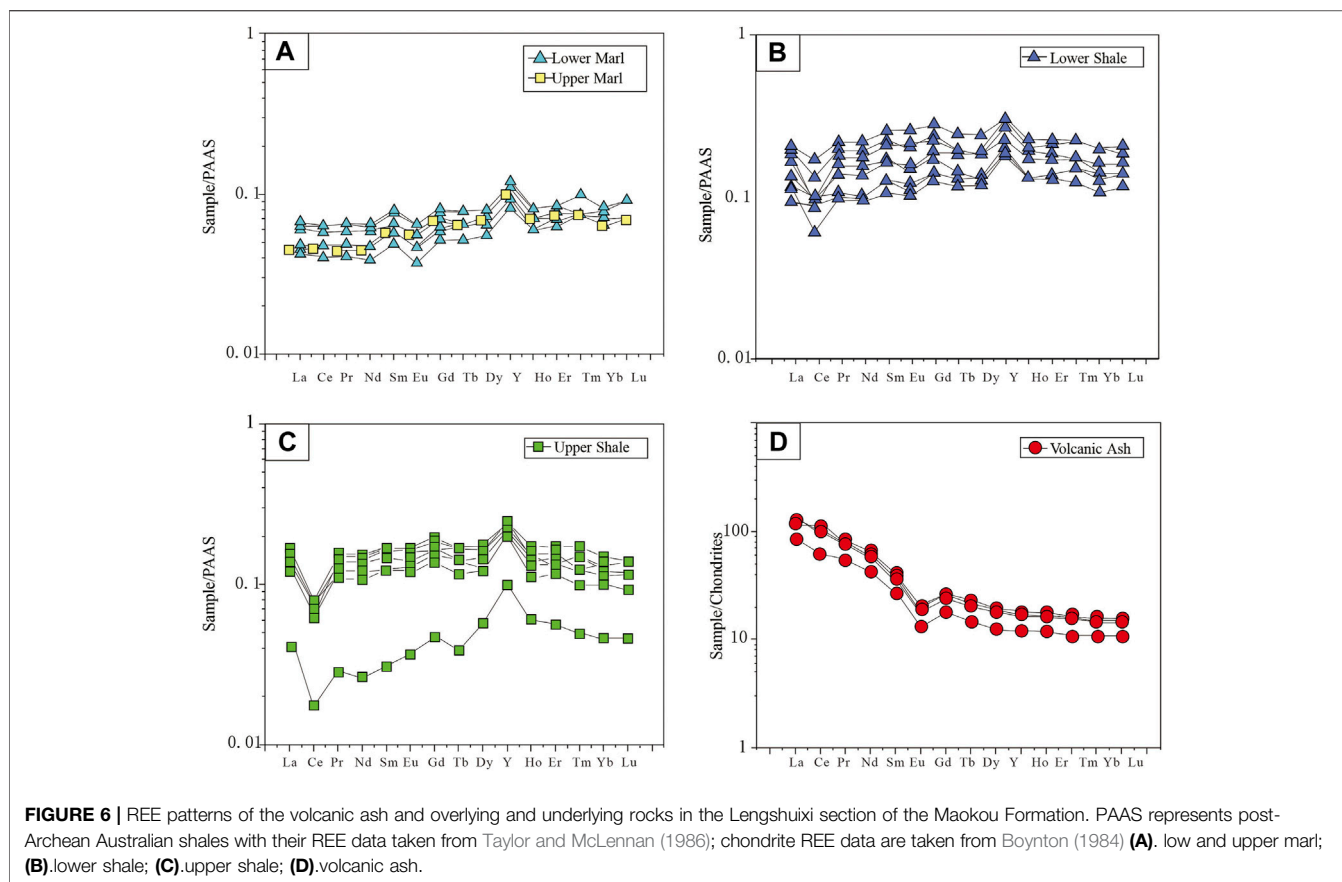 A
1
0.1
0.01
Sample/PAAS
Lower Marl
Upper Marl
La Ce Pr Nd Sm Eu Gd Tb Dy Y Ho Er Tm Yb Lu
B
1
0.1
0.01
Sample/PAAS
Lower Shale
La Ce Pr Nd Sm Eu Gd Tb Dy Y Ho Er Tm Yb Lu
C
1
0.1
0.01
Sample/PAAS
Upper Shale
La Ce Pr Nd Sm Eu Gd Tb Dy Y Ho Er Tm Yb Lu
D
100
10
1
Sample/Chondrites
Volcanic Ash
La Ce Pr Nd Sm Eu Gd Tb Dy Y Ho Er Tm Yb Lu
FIGURE 6 | REE patterns of the volcanic ash and overlying and underlying rocks in the Lengshuixi section of the Maokou Formation. PAAS represents post-
Archean Australian shales with their REE data taken from Taylor and McLennan (1986); chondrite REE data are taken from Boynton (1984) (A). low and upper marl;
(B).lower shale; (C).upper shale; (D).volcanic ash.